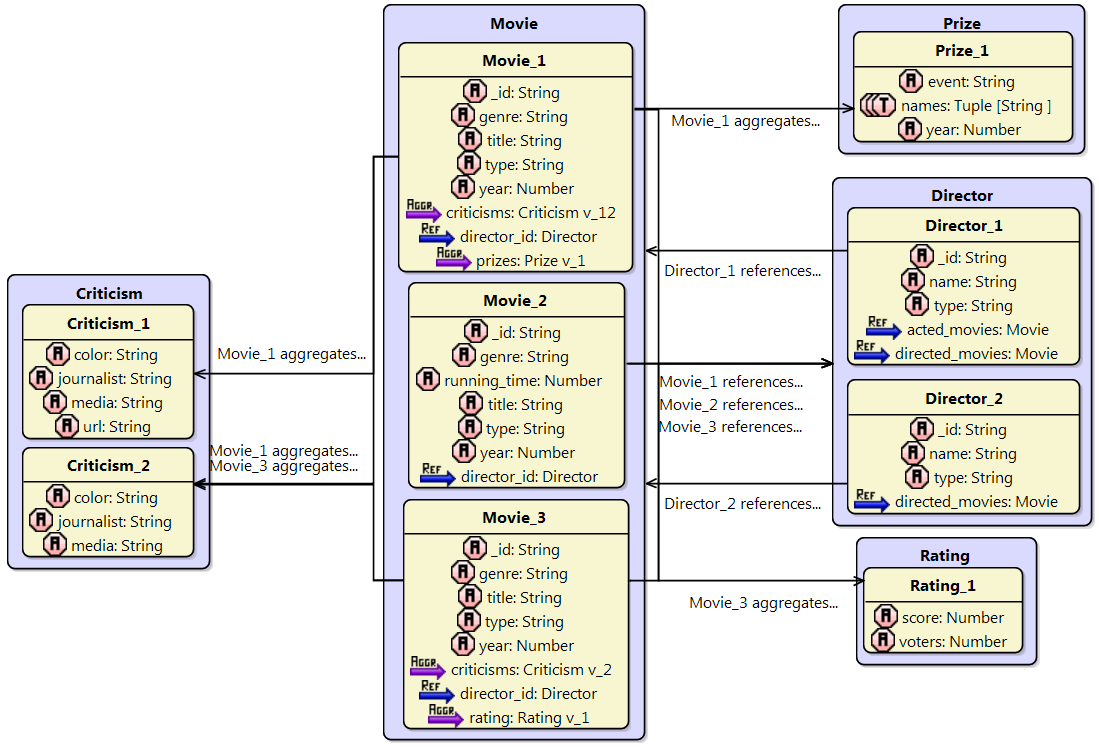 Movie
Movie_1
A _id: String
A genre: String
A title: String
A type: String
A year: Number
AGGR criticisms: Criticism v_12
REF director_id: Director
AGGR prizes: Prize v_1
Movie_2
A _id: String
A genre: String
A running_time: Number
A title: String
A type: String
A year: Number
REF director_id: Director
Movie_3
A _id: String
A genre: String
A title: String
A type: String
A year: Number
AGGR criticisms: Criticism v_2
REF director_id: Director
AGGR rating: Rating v_1
Criticism
Criticism_1
A color: String
A journalist: String
A media: String
A url: String
Criticism_2
A color: String
A journalist: String
A media: String
Movie_1 aggregates...
Movie_1 aggregates...
Movie_3 aggregates...
Movie_1 aggregates...
Director_1 references...
Movie_1 references...
Movie_2 references...
Movie_3 references...
Director_2 references...
Movie_3 aggregates...
Prize
Prize_1
A event: String
T names: Tuple [String ]
A year: Number
Director
Director_1
A _id: String
A name: String
A type: String
REF acted_movies: Movie
REF directed_movies: Movie
Director_2
A _id: String
A name: String
A type: String
REF directed_movies: Movie
Rating
Rating_1
A score: Number
A voters: Number